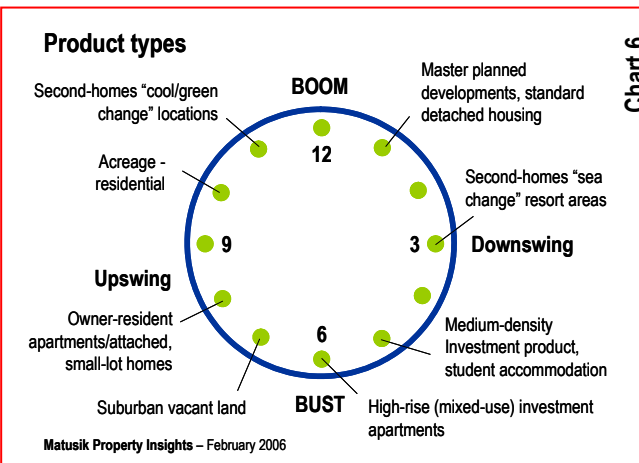 Product types
Chart 6
BOOM
Second-homes “cool/green
change” locations
Master planned
developments, standard
detached housing
12
Acreage -
residential
Second-homes “sea
change” resort areas
9
3
Downswing
Upswing
Owner-resident
apartments/attached,
small-lot homes
6
Medium-density
Investment product,
student accommodation
Suburban vacant land
BUST
High-rise (mixed-use) investment
apartments
Matusik Property Insights – February 2006